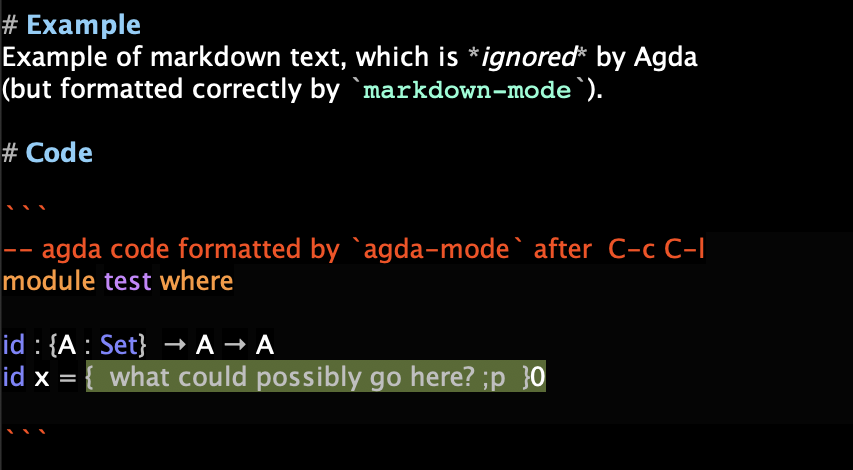 # Example
Example of markdown text, which is *ignored* by Agda
(but formatted correctly by `markdown-mode`).
# Code
```
-- agda code formatted by `agda-mode` after  C-c C-l
module test where
id : {A : Set}  → A → A
id x = {  what could possibly go here? ;p  }0
```